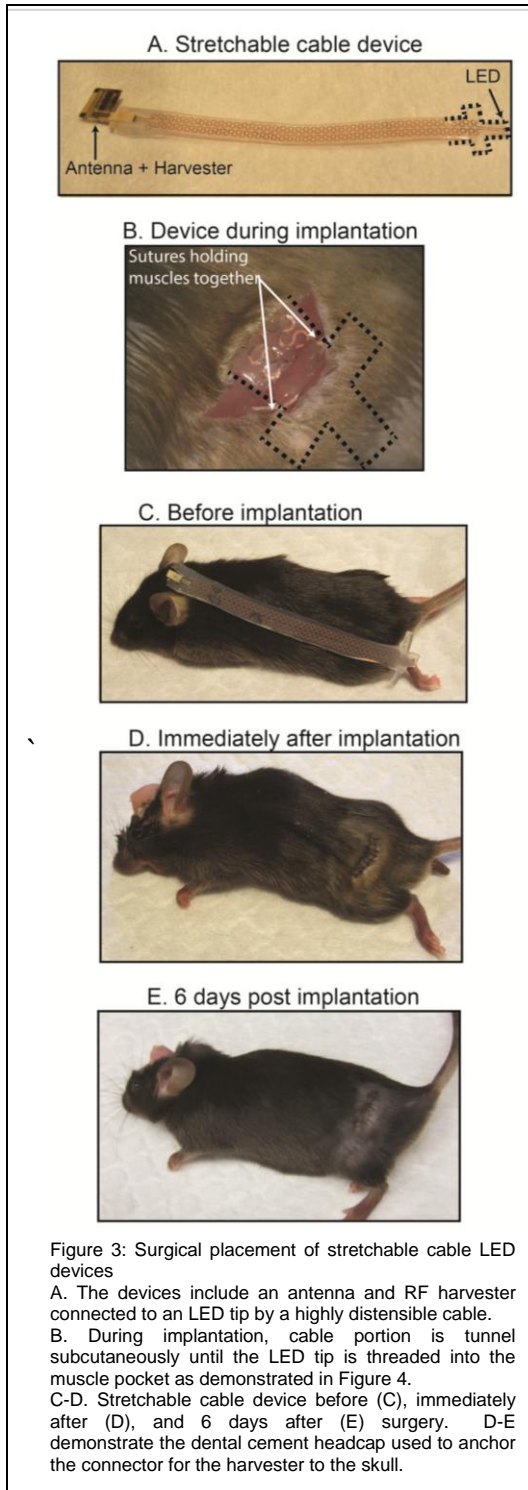 A. Stretchable cable device
LED
Antenna + Harvester
B. Device during implantation
Sutures holding
muscles together
C. Before implantation
`
D. Immediately after implantation
E. 6 days post implantation
Figure 3: Surgical placement of stretchable cable LED
devices
A. The devices include an antenna and RF harvester
connected to an LED tip by a highly distensible cable.
B. During implantation, cable portion is tunnel
subcutaneously until the LED tip is threaded into the
muscle pocket as demonstrated in Figure 4.
C-D. Stretchable cable device before (C), immediately
after (D), and 6 days after (E) surgery. D-E
demonstrate the dental cement headcap used to anchor
the connector for the harvester to the skull.